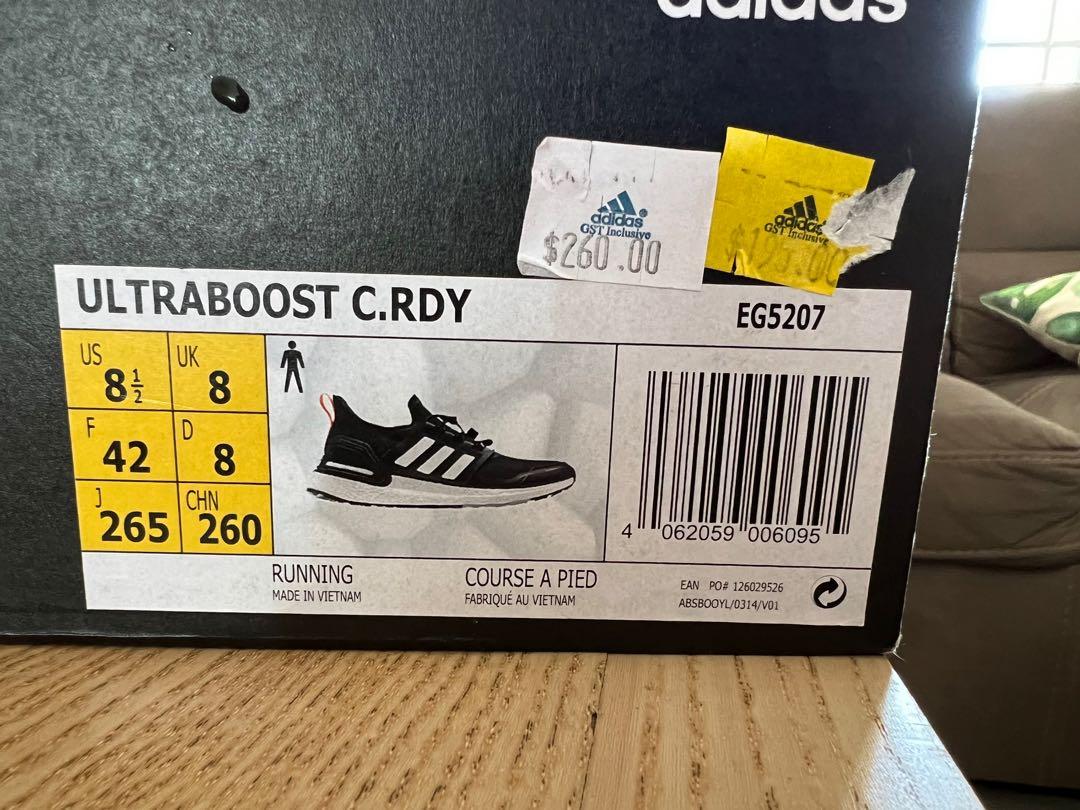 adidas
adidas
GST Inclusive
$260.00
adidas
GST Inclusive
ULTRABOOST C.RDY
EG5207
US
8 1/2
UK
8
F
42
D
8
J
265
CHN
260
4 062059 006095
RUNNING
MADE IN VIETNAM
COURSE A PIED
FABRIQUÉ AU VIETNAM
EAN PO# 126029526
ABSBOOYL/0314/V01